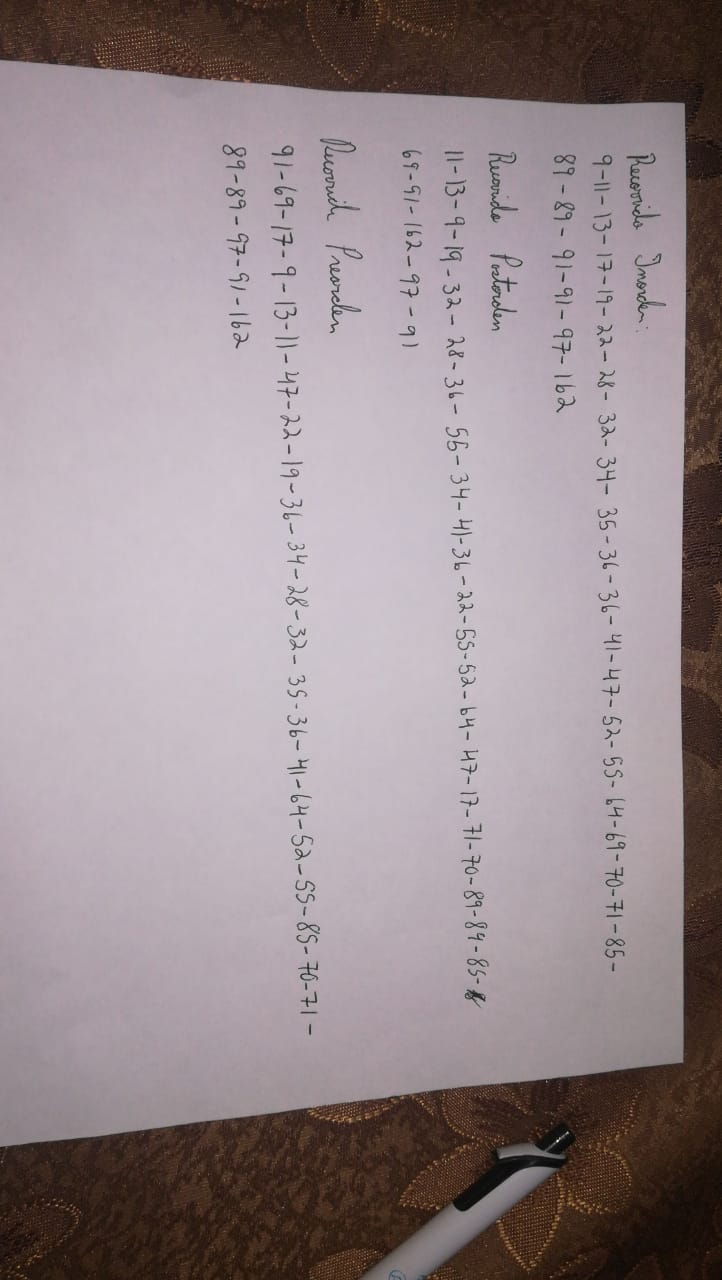 Recorrido Inorden:
9-11-13-17-19-22-28-32-34-35-36-36-41-47-52-55-64-69-70-71-85-
89-89-91-91-97-162
Recorrido Postorden
11-13-9-19-32-28-36-56-34-41-36-22-55-52-64-47-17-71-70-89-89-85-
69-91-162-97-91
Recorrido Preorden
91-69-17-9-13-11-47-22-19-36-34-28-32-35-36-41-64-52-55-85-70-71-
89-89-97-91-162